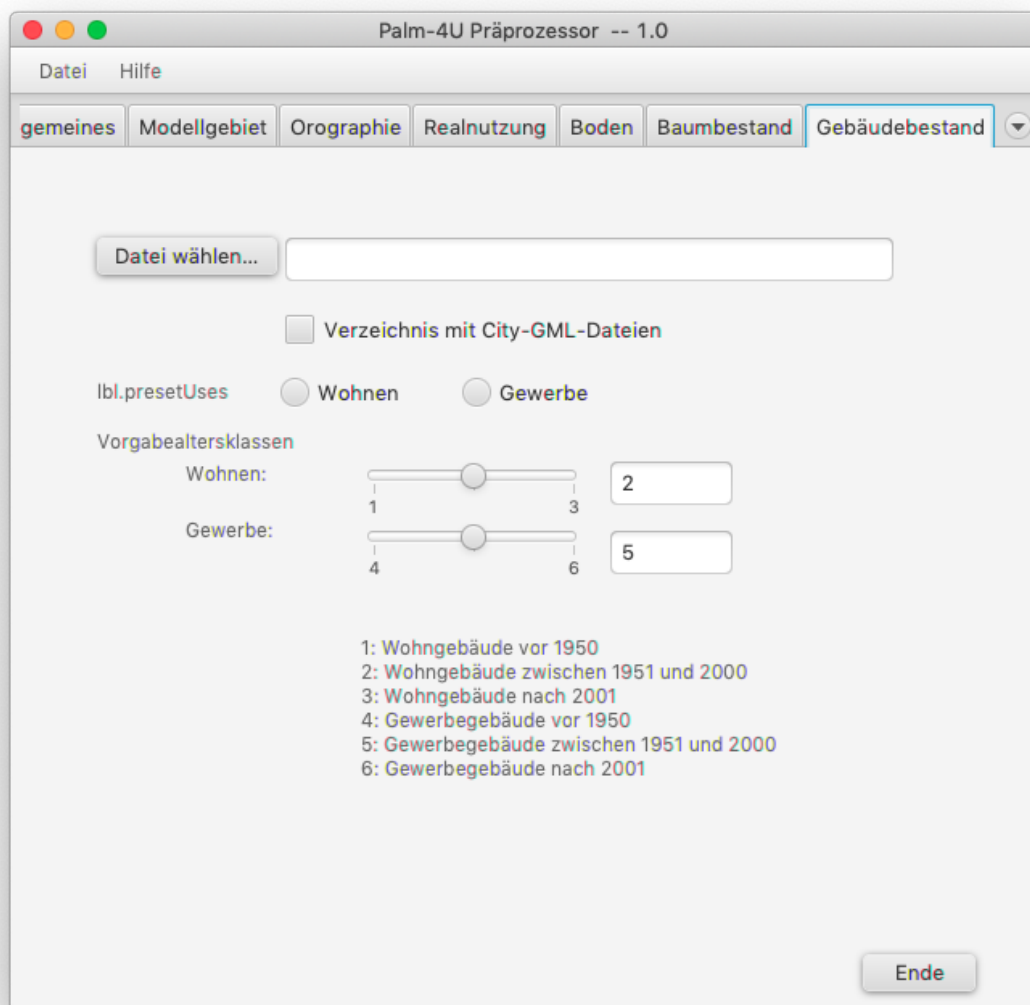 Palm-4U Präprozessor -- 1.0
Datei Hilfe
gemeines Modellgebiet Orographie Realnutzung Boden Baumbestand Gebäudebestand
Datei wählen...
Verzeichnis mit City-GML-Dateien
lbl.presetUses Wohnen Gewerbe
Vorgabealtersklassen
Wohnen: 2
1 3
Gewerbe: 5
4 6
1: Wohngebäude vor 1950
2: Wohngebäude zwischen 1951 und 2000
3: Wohngebäude nach 2001
4: Gewerbegebäude vor 1950
5: Gewerbegebäude zwischen 1951 und 2000
6: Gewerbegebäude nach 2001
Ende